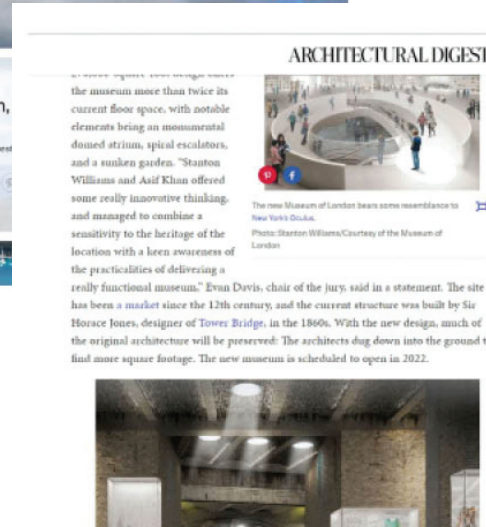 ARCHITECTURAL DIGEST
the museum more than twice its
current floor space, with notable
elements being an monumental
domed atrium, spiral escalators,
and a sunken garden. "Stanton
Williams and Asif Khan offered
some really innovative thinking,
and managed to combine a
sensitivity to the heritage of the
location with a keen awareness of
the practicalities of delivering a
The new Museum of London bears some resemblance to
New York's Oculus.
Photo: Stanton Williams/Courtesy of the Museum of
London
really functional museum," Evan Davis, chair of the jury, said in a statement. The site
has been a market since the 12th century, and the current structure was built by Sir
Horace Jones, designer of Tower Bridge, in the 1860s. With the new design, much of
the original architecture will be preserved: The architects dug down into the ground t
find more square footage. The new museum is scheduled to open in 2022.